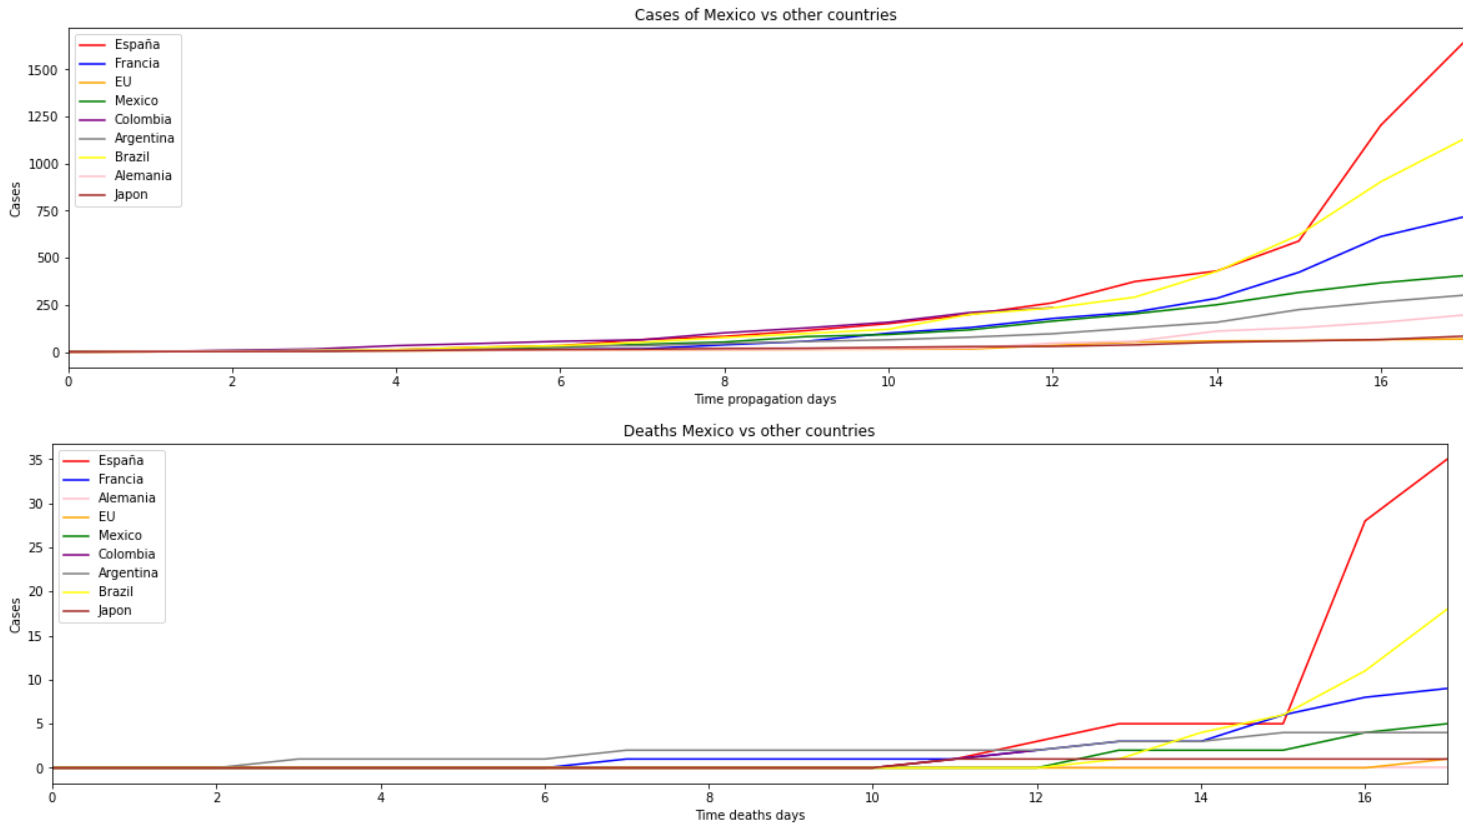 Cases of Mexico vs other countries
España
Francia
EU
Mexico
Colombia
Argentina
Brazil
Alemania
Japon
1500
1250
1000
750
500
250
0
Cases
0 2 4 6 8 10 12 14 16
Time propagation days
Deaths Mexico vs other countries
España
Francia
Alemania
EU
Mexico
Colombia
Argentina
Brazil
Japon
35
30
25
20
15
10
5
0
Cases
0 2 4 6 8 10 12 14 16
Time deaths days